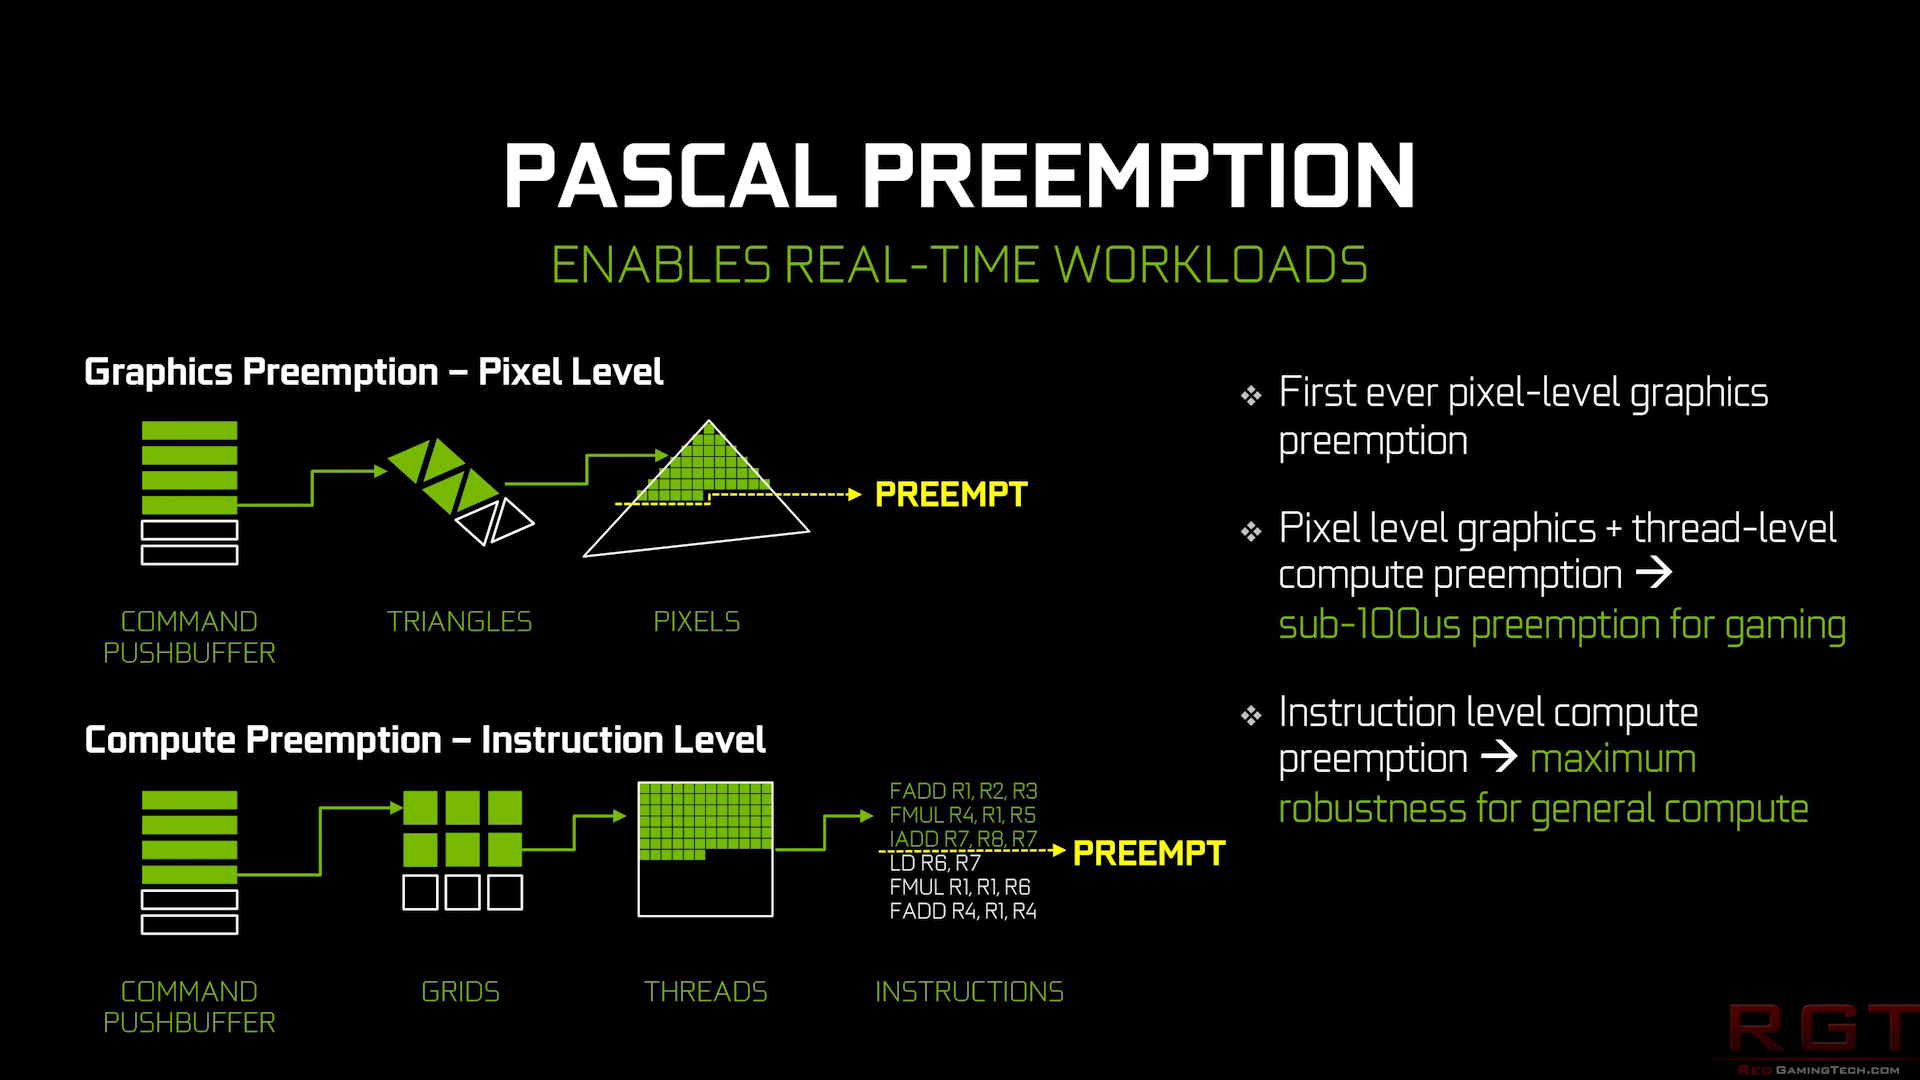 PASCAL PREEMPTION
ENABLES REAL-TIME WORKLOADS
Graphics Preemption – Pixel Level
PREEMPT
COMMAND
PUSHBUFFER
TRIANGLES
PIXELS
Compute Preemption – Instruction Level
FADD R1, R2, R3
FMUL R4, R1, R5
IADD R7, R8, R7
LD R6, R7
FMUL R1, R1, R6
FADD R4, R1, R4
PREEMPT
COMMAND
PUSHBUFFER
GRIDS
THREADS
INSTRUCTIONS
❖ First ever pixel-level graphics
preemption
❖ Pixel level graphics + thread-level
compute preemption →
sub-100us preemption for gaming
❖ Instruction level compute
preemption → maximum
robustness for general compute
RGT
REDGAMINGTECH.COM